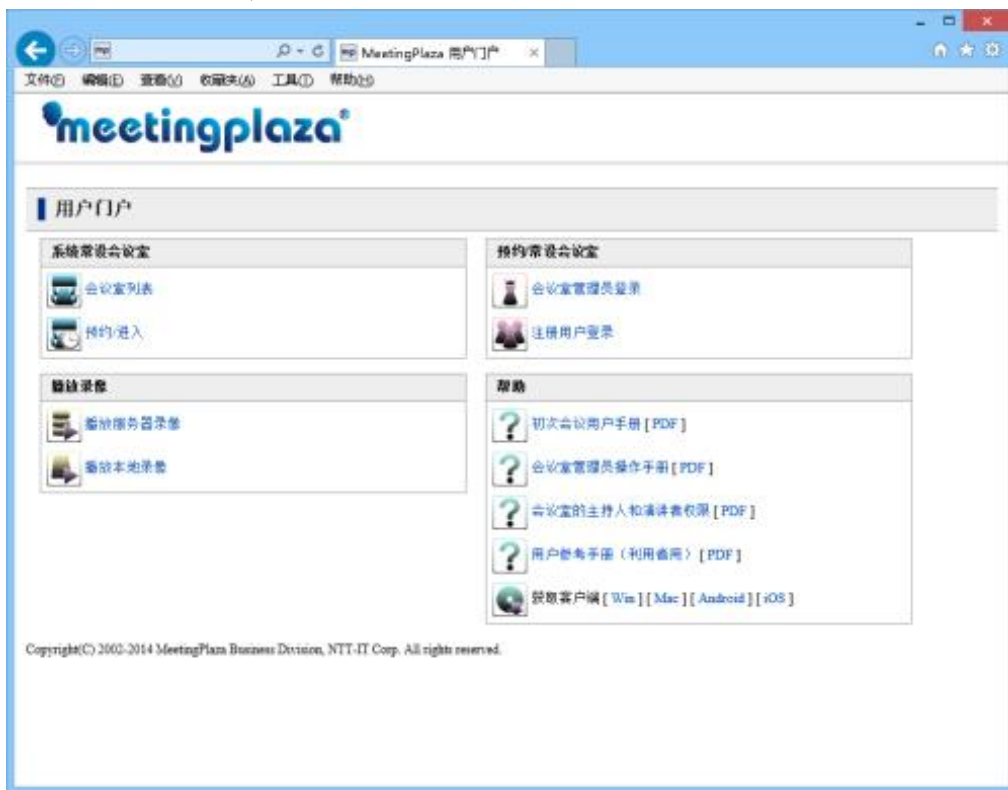 MeetingPlaza 用户门户
文件(F) 编辑(E) 查看(V) 收藏夹(A) 工具(T) 帮助(H)
meetingplaza®
用户门户
系统常设会议室
会议室列表
预约/进入
预约/常设会议室
会议室管理员登录
注册用户登录
播放录像
播放服务器录像
播放本地录像
帮助
初次会议用户手册 [ PDF ]
会议室管理员操作手册 [ PDF ]
会议室的主持人和演讲者权限 [ PDF ]
用户参考手册（利用者用） [ PDF ]
获取客户端 [ Win ] [ Mac ] [ Android ] [ iOS ]
Copyright(C) 2002-2014 MeetingPlaza Business Division, NTT-IT Corp. All rights reserved.